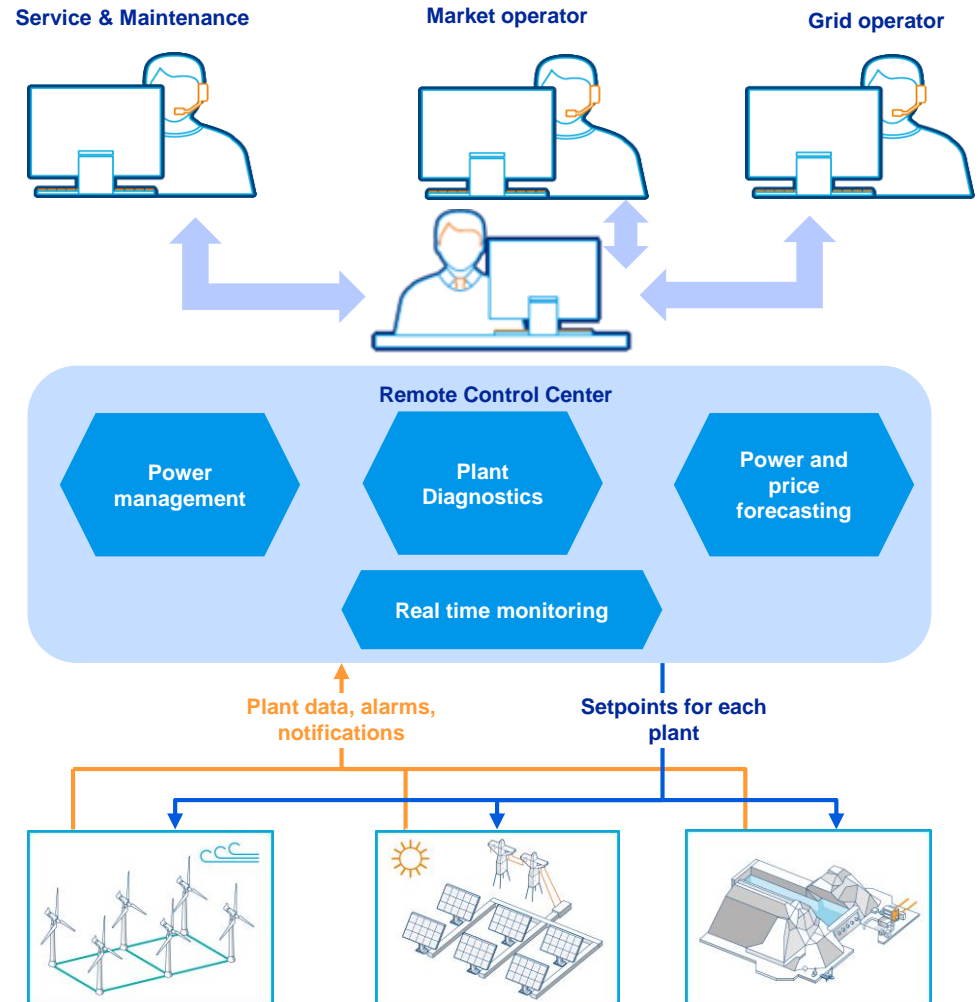 Service & Maintenance
Market operator
Grid operator
Remote Control Center
Power
management
Plant
Diagnostics
Power and
price
forecasting
Real time monitoring
Plant data, alarms,
notifications
Setpoints for each
plant